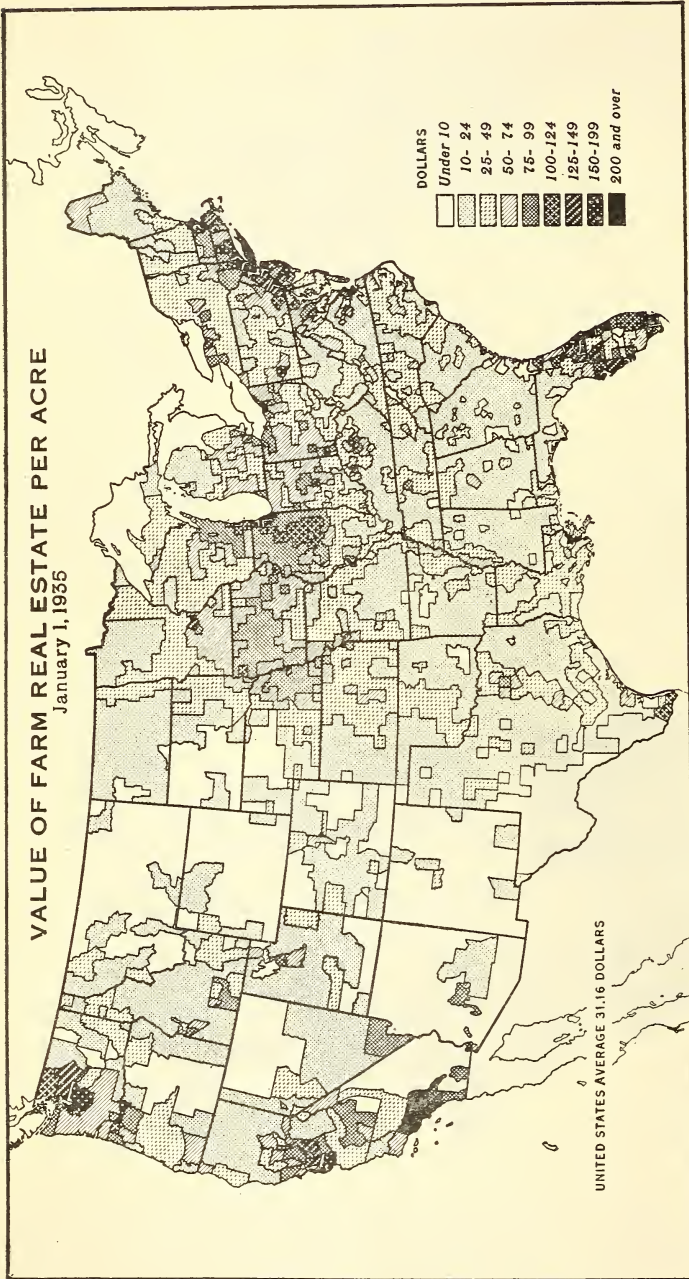 VALUE OF FARM REAL ESTATE PER ACRE
January 1, 1935
DOLLARS
Under 10
10- 24
25- 49
50- 74
75- 99
100-124
125-149
150-199
200 and over
UNITED STATES AVERAGE 31.16 DOLLARS